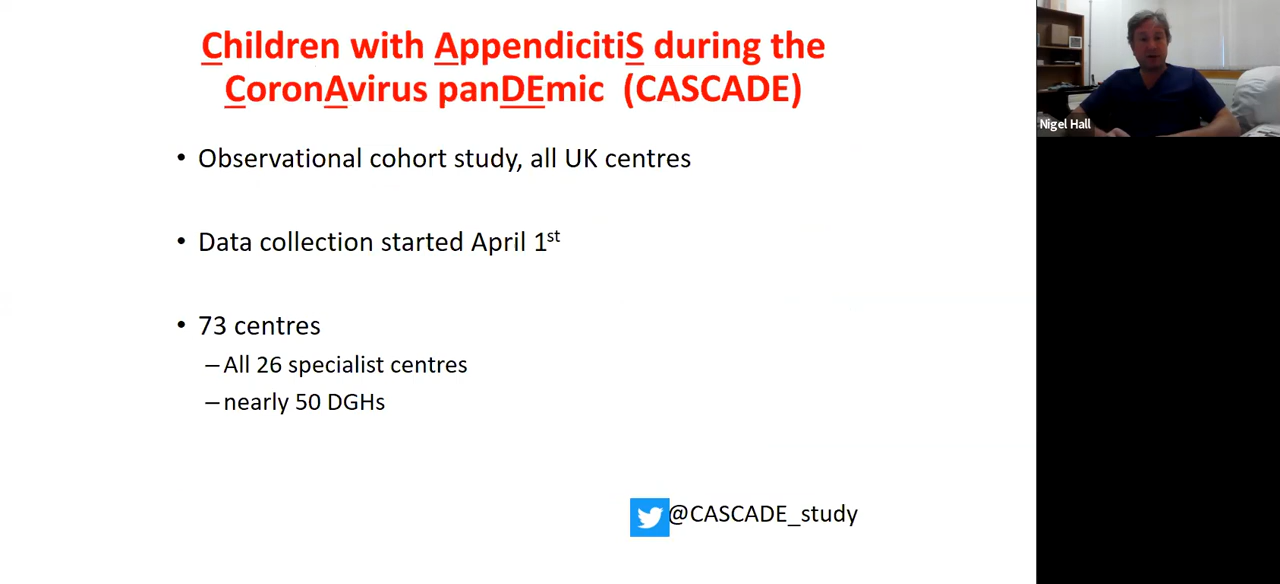 Children with AppendicitiS during the
CoronAvirus panDEmic (CASCADE)
• Observational cohort study, all UK centres
• Data collection started April 1st
• 73 centres
–All 26 specialist centres
–nearly 50 DGHs
@CASCADE_study
Nigel Hall